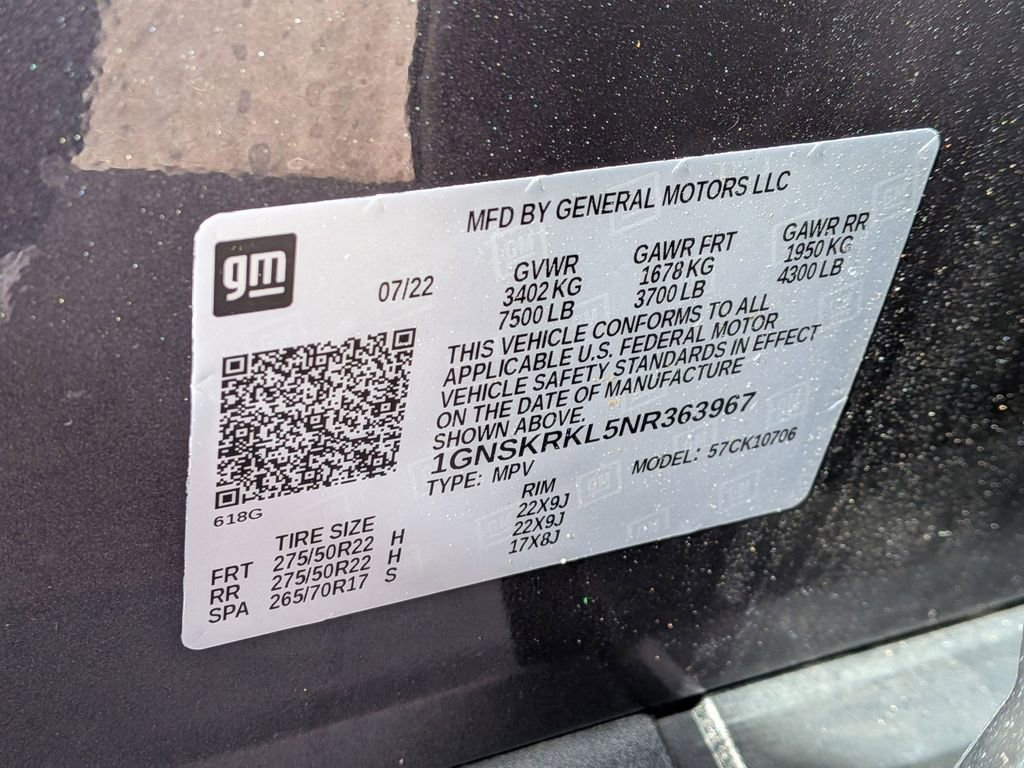 MFD BY GENERAL MOTORS LLC
gm
07/22
GVWR GAWR FRT GAWR RR
3402 KG 1678 KG 1950 KG
7500 LB 3700 LB 4300 LB
THIS VEHICLE CONFORMS TO ALL
APPLICABLE U.S. FEDERAL MOTOR
VEHICLE SAFETY STANDARDS IN EFFECT
ON THE DATE OF MANUFACTURE
SHOWN ABOVE.
1GNSKRKL5NR363967
TYPE: MPV MODEL: 57CK10706
618G
TIRE SIZE RIM
FRT 275/50R22 H 22X9J
RR 275/50R22 H 22X9J
SPA 265/70R17 S 17X8J